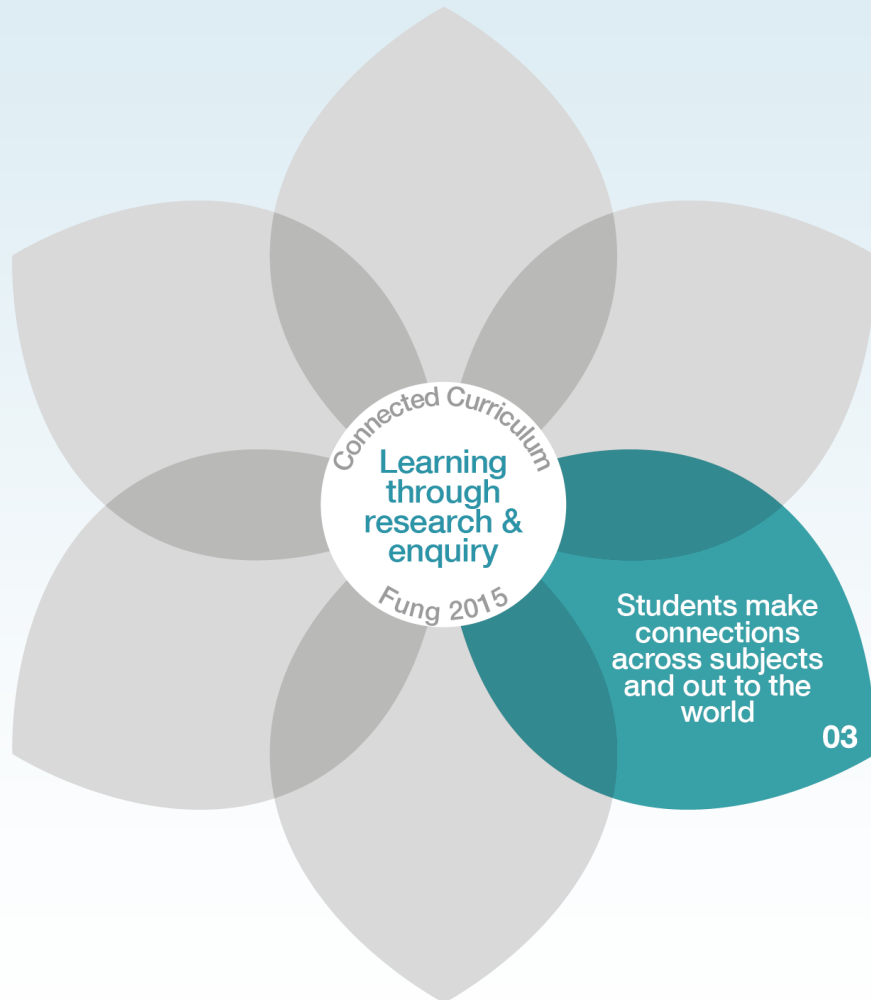 Connected Curriculum
Learning
through
research &
enquiry
Fung 2015
Students make
connections
across subjects
and out to the
world
03